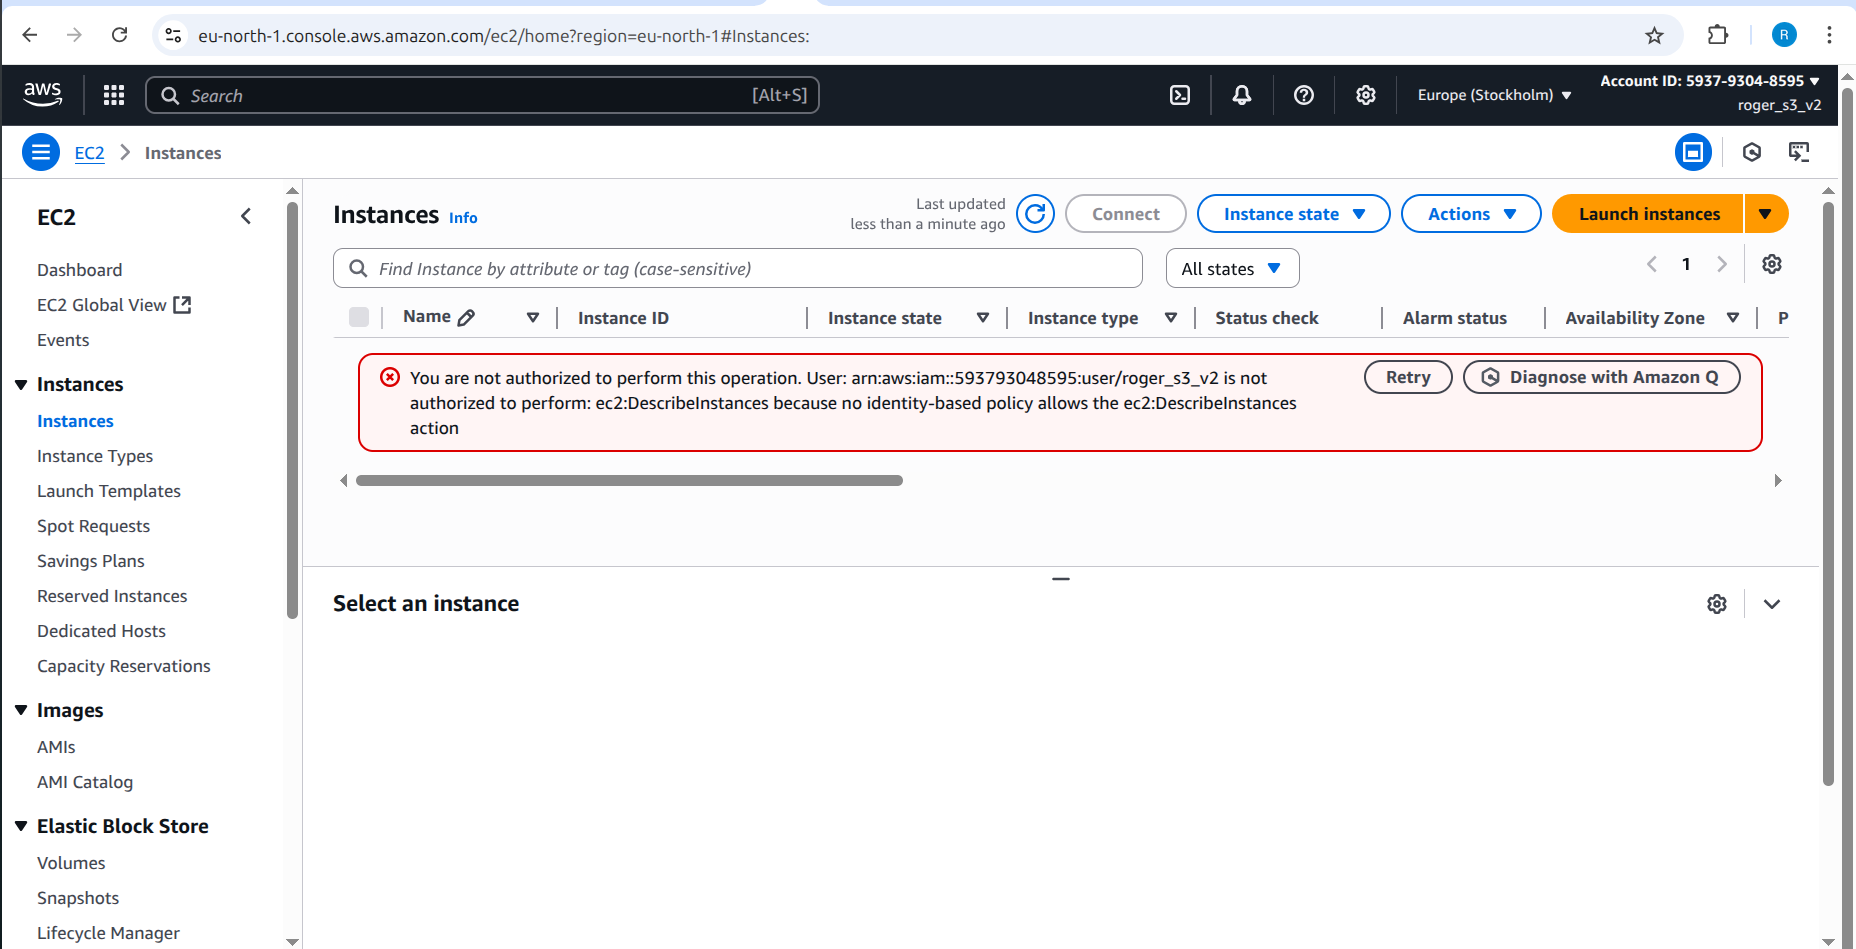 eu-north-1.console.aws.amazon.com/ec2/home?region=eu-north-1#Instances:
R
aws
Search
[Alt+S]
Europe (Stockholm)
Account ID: 5937-9304-8595
roger_s3_v2
EC2
Instances
EC2
Dashboard
EC2 Global View
Events
Instances
Instances
Instance Types
Launch Templates
Spot Requests
Savings Plans
Reserved Instances
Dedicated Hosts
Capacity Reservations
Images
AMIs
AMI Catalog
Elastic Block Store
Volumes
Snapshots
Lifecycle Manager
Instances Info
Last updated
less than a minute ago
Connect
Instance state
Actions
Launch instances
Find Instance by attribute or tag (case-sensitive)
All states
1
Name
Instance ID
Instance state
Instance type
Status check
Alarm status
Availability Zone
P
You are not authorized to perform this operation. User: arn:aws:iam::593793048595:user/roger_s3_v2 is not
authorized to perform: ec2:DescribeInstances because no identity-based policy allows the ec2:DescribeInstances
action
Retry
Diagnose with Amazon Q
Select an instance